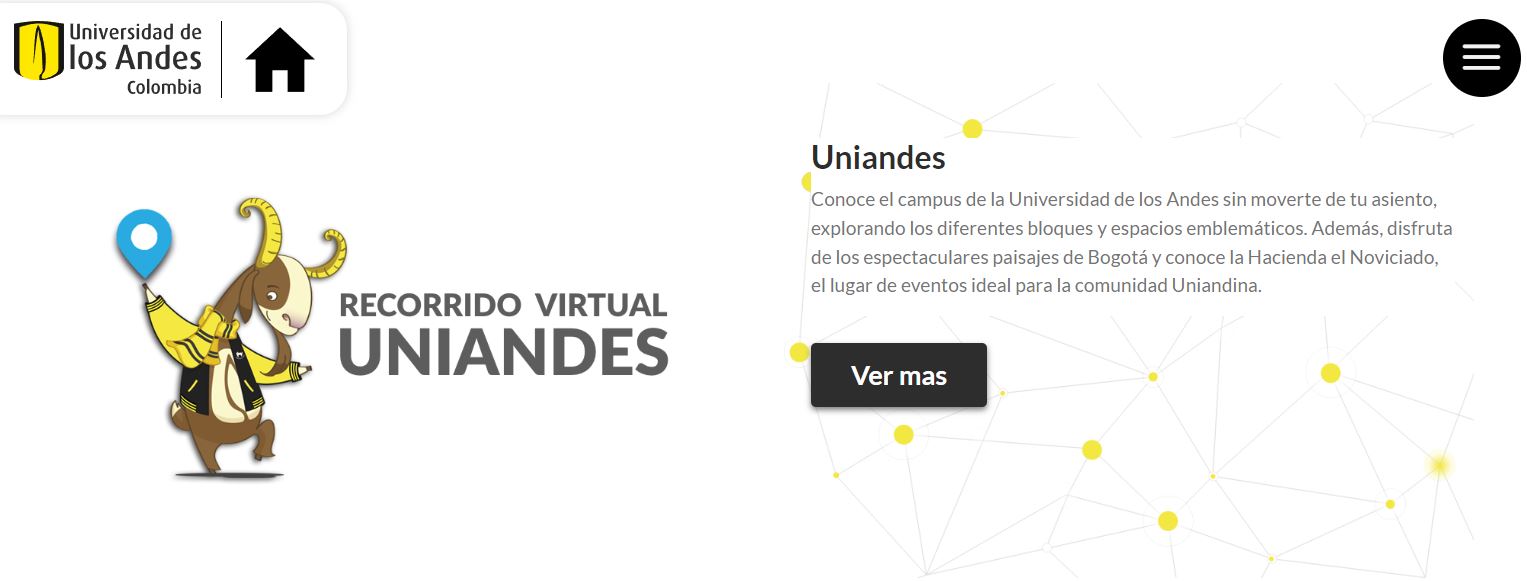 Universidad de
los Andes
Colombia
RECORRIDO VIRTUAL
UNIANDES
Uniandes
Conoce el campus de la Universidad de los Andes sin moverte de tu asiento,
explorando los diferentes bloques y espacios emblemáticos. Además, disfruta
de los espectaculares paisajes de Bogotá y conoce la Hacienda el Noviciado,
el lugar de eventos ideal para la comunidad Uniandina.
Ver mas